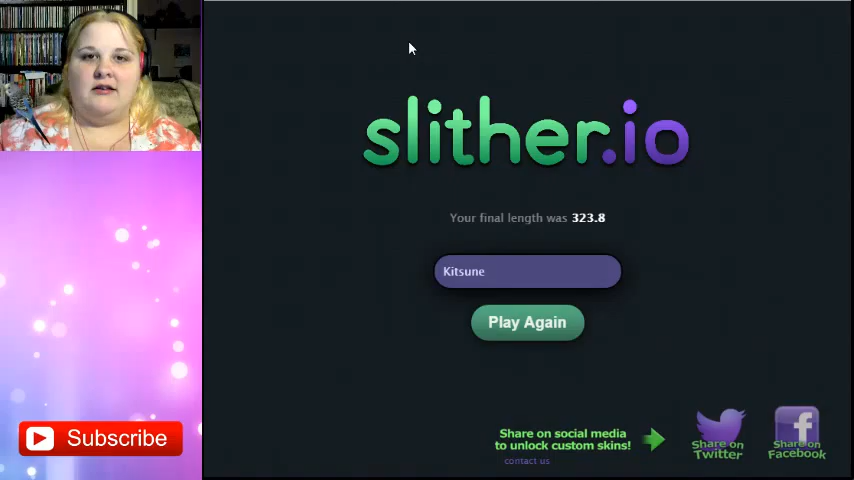 slither.io
Your final length was 323.8
Kitsune
Play Again
Share on social media
to unlock custom skins!
contact us
Share on
Twitter
Share on
Facebook
Subscribe